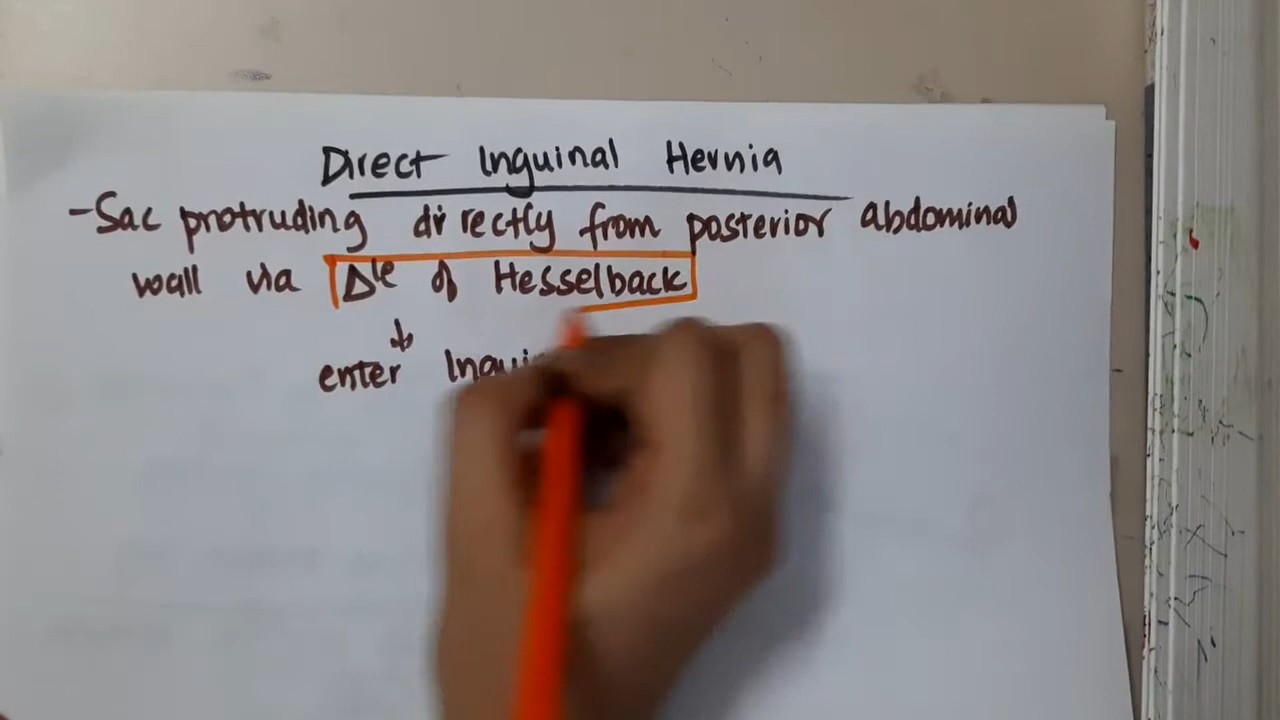 Direct Inguinal Hernia
-Sac protruding directly from posterior abdominal
wall via Δle of Hesselback
↓
enter